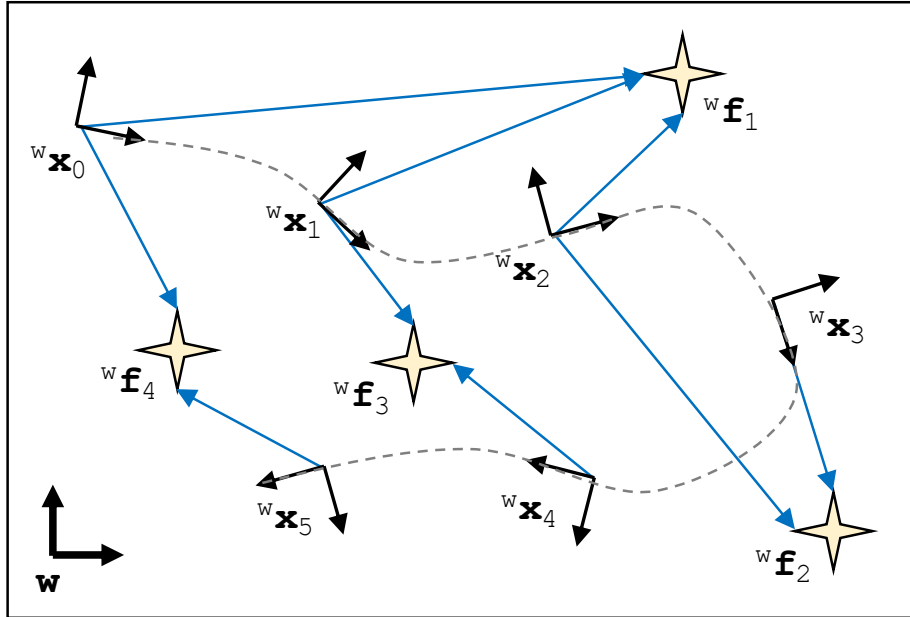 ʷf₁
ʷx₀
ʷx₁
ʷx₂
ʷx₃
ʷf₄
ʷf₃
ʷx₅
ʷx₄
ʷf₂
w